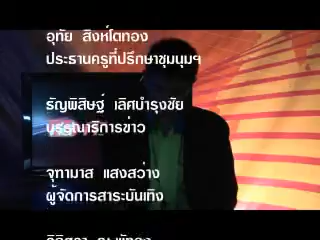 อุทัย สิงห์โตทอง
ประธานครูที่ปรึกษาชุมนุมฯ
ธัญพิสิษฐ์ เลิศบำรุงชัย
บรรณาธิการข่าว
จุฑามาส แสงสว่าง
ผู้จัดการสาระบันเทิง